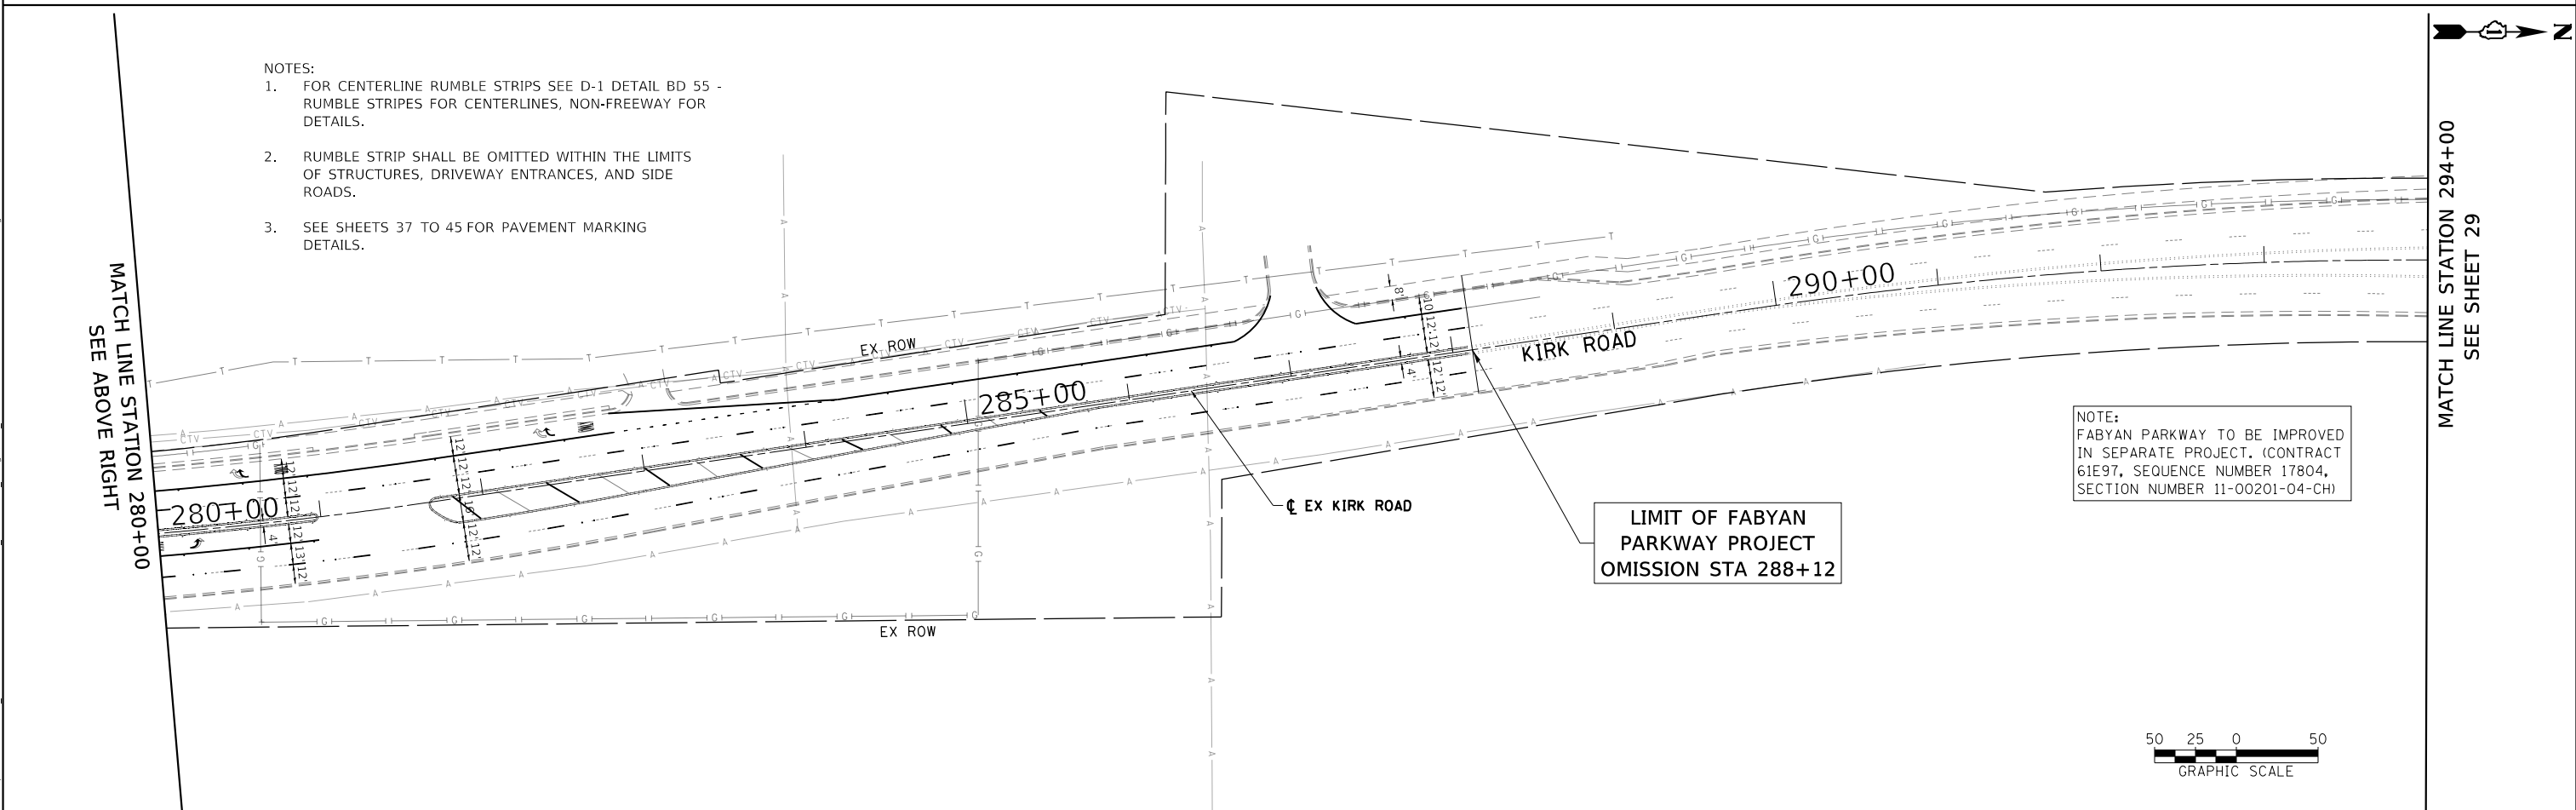 NOTES:
1. FOR CENTERLINE RUMBLE STRIPS SEE D-1 DETAIL BD 55 -
RUMBLE STRIPES FOR CENTERLINES, NON-FREEWAY FOR
DETAILS.
2. RUMBLE STRIP SHALL BE OMITTED WITHIN THE LIMITS
OF STRUCTURES, DRIVEWAY ENTRANCES, AND SIDE
ROADS.
3. SEE SHEETS 37 TO 45 FOR PAVEMENT MARKING
DETAILS.
N
MATCH LINE STATION 280+00
SEE ABOVE RIGHT
280+00
EX ROW
285+00
KIRK ROAD
290+00
℄ EX KIRK ROAD
EX ROW
LIMIT OF FABYAN
PARKWAY PROJECT
OMISSION STA 288+12
NOTE:
FABYAN PARKWAY TO BE IMPROVED
IN SEPARATE PROJECT. (CONTRACT
61E97, SEQUENCE NUMBER 17804,
SECTION NUMBER 11-00201-04-CH)
MATCH LINE STATION 294+00
SEE SHEET 29
50 25 0 50
GRAPHIC SCALE